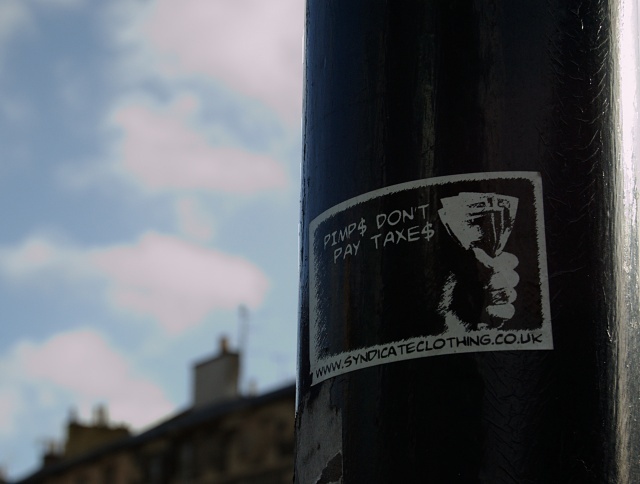 PIMP$ DON'T
PAY TAXE$
WWW.SYNDICATECLOTHING.CO.UK